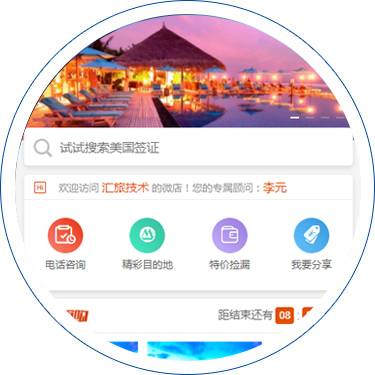 试试搜索美国签证
Hi 欢迎访问 汇旅技术 的微店！您的专属顾问：李元
电话咨询 精彩目的地 特价捡漏 我要分享
距结束还有 08 :